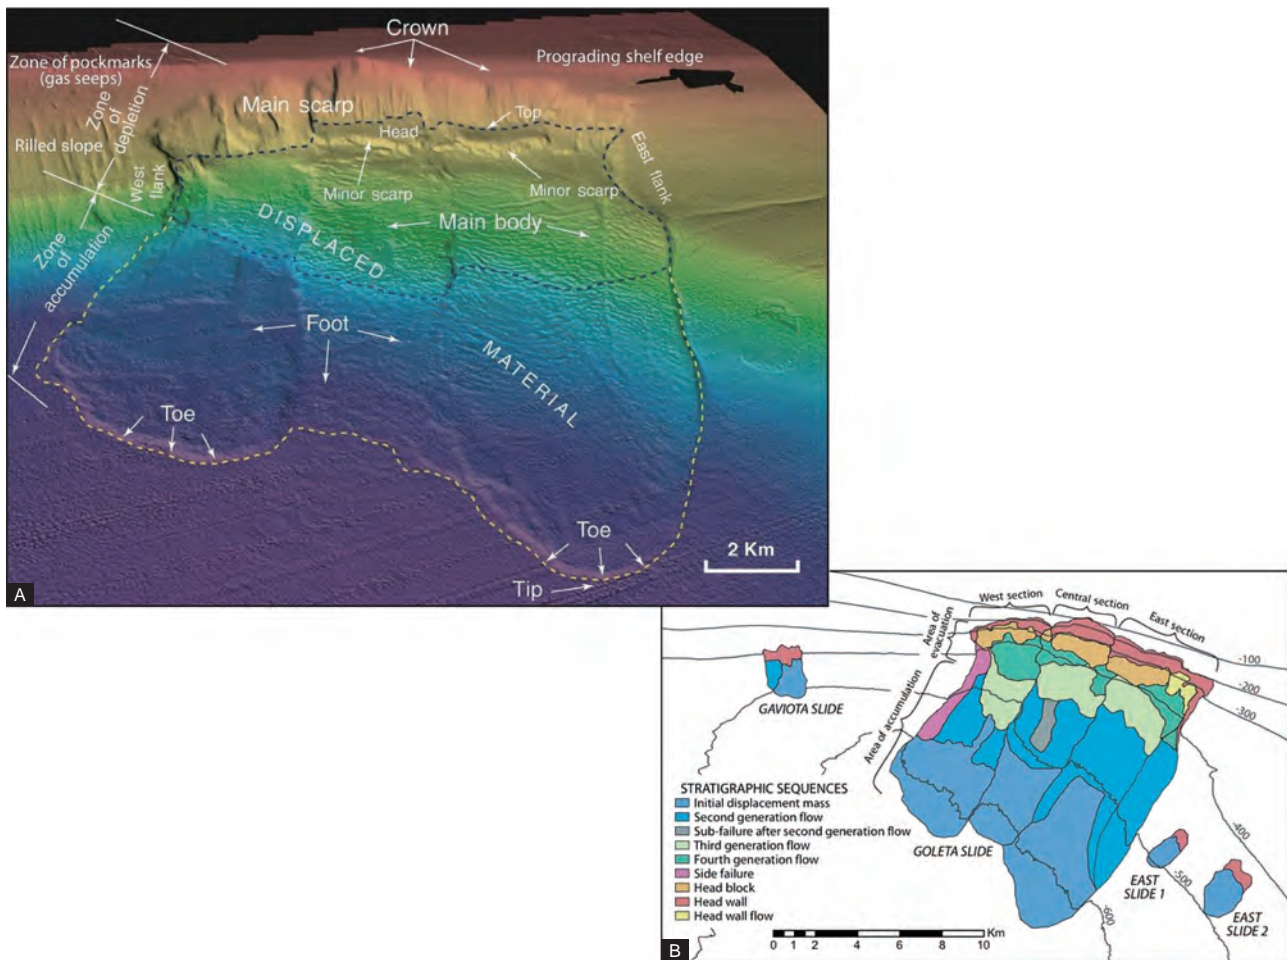 Crown
Zone of pockmarks
(gas seeps)
Prograding shelf edge
Zone
of
depletion
Main scarp
Top
Head
Rilled slope
West
flank
East flank
Minor scarp
Minor scarp
DISPLACED
Main body
Zone
of
accumulation
Foot
MATERIAL
Toe
Toe
2 Km
Tip
A
West section
Central section
East section
Area of
evacuation
-100
-200
-300
GAVIOTA SLIDE
Area of accumulation
STRATIGRAPHIC SEQUENCES
Initial displacement mass
Second generation flow
Sub-failure after second generation flow
Third generation flow
Fourth generation flow
Side failure
Head block
Head wall
Head wall flow
GOLETA SLIDE
-400
EAST
SLIDE 1
-500
EAST
SLIDE 2
-600
Km
0 1 2 4 6 8 10
B